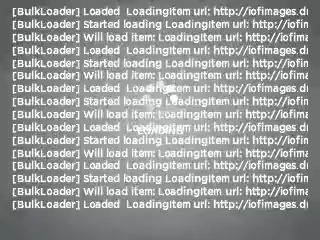 [BulkLoader] Loaded LoadingItem url: http://iofimages.d
[BulkLoader] Started loading LoadingItem url: http://iof
[BulkLoader] Will load item: LoadingItem url: http://iofima
[BulkLoader] Loaded LoadingItem url: http://iofimages.d
[BulkLoader] Started loading LoadingItem url: http://iof
[BulkLoader] Will load item: LoadingItem url: http://iofima
[BulkLoader] Loaded LoadingItem url: http://iofimages.d
[BulkLoader] Started loading LoadingItem url: http://iof
[BulkLoader] Will load item: LoadingItem url: http://iofima
[BulkLoader] Loaded LoadingItem url: http://iofimages.d
[BulkLoader] Started loading LoadingItem url: http://iof
[BulkLoader] Will load item: LoadingItem url: http://iofima
[BulkLoader] Loaded LoadingItem url: http://iofimages.d
[BulkLoader] Started loading LoadingItem url: http://iof
[BulkLoader] Will load item: LoadingItem url: http://iofima
[BulkLoader] Loaded LoadingItem url: http://iofimages.d